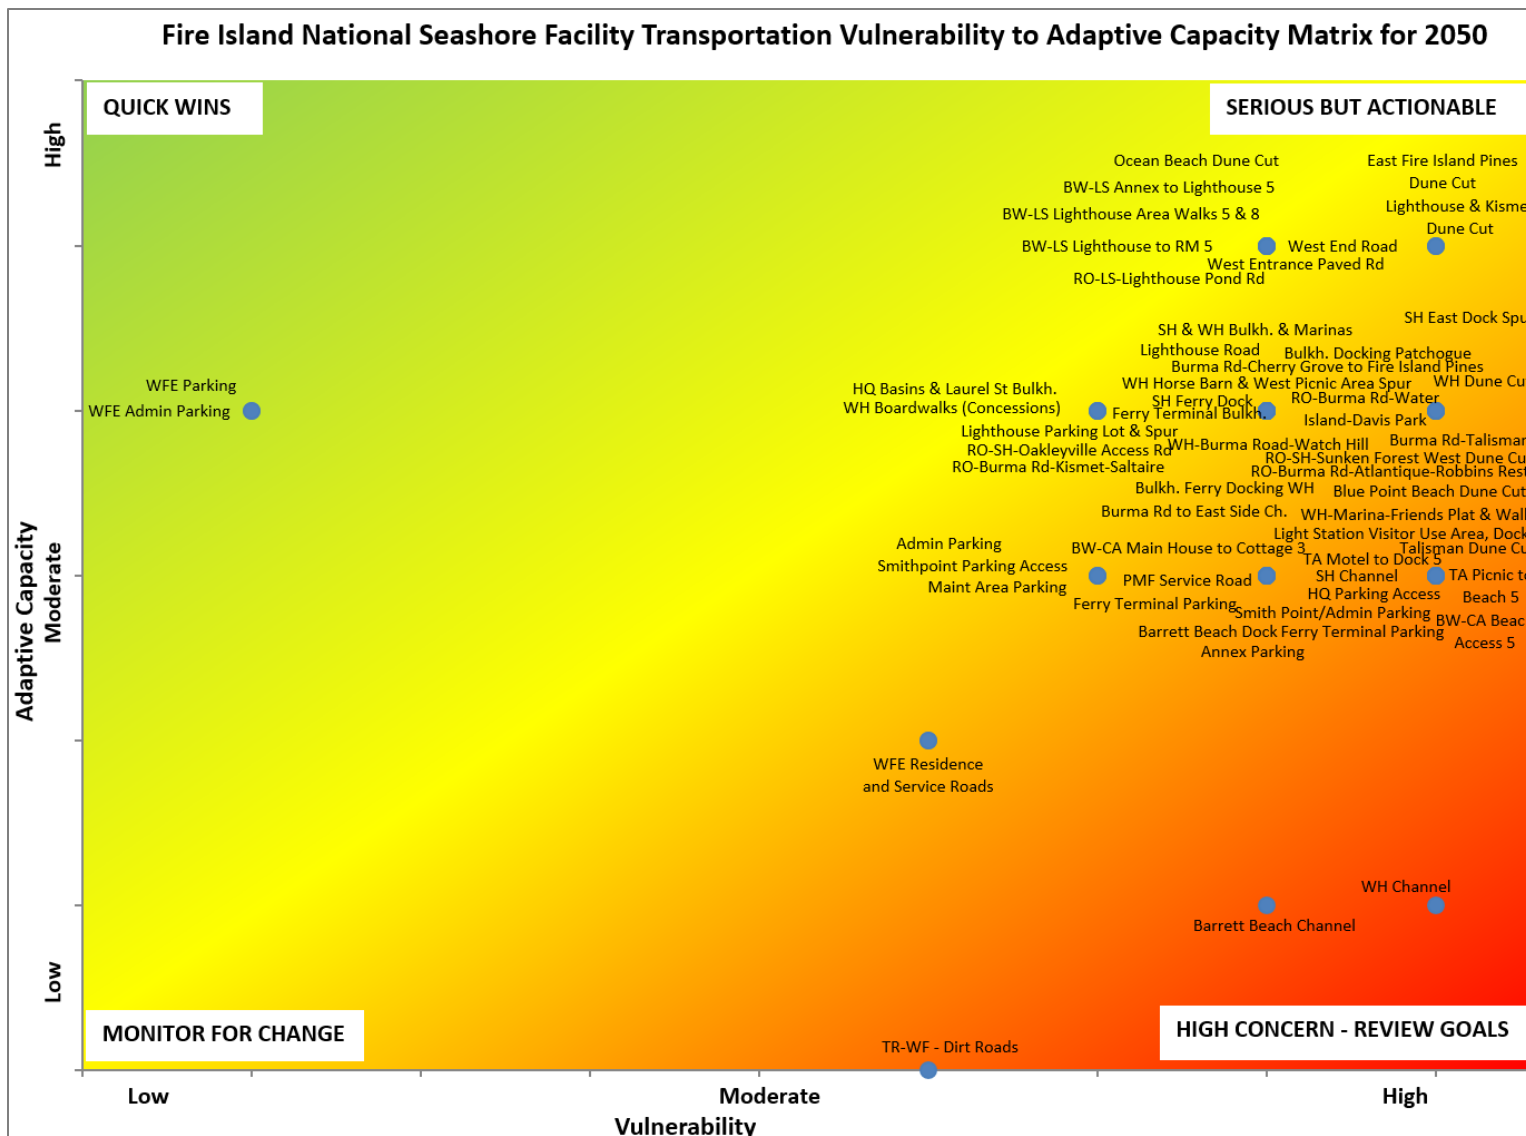 Fire Island National Seashore Facility Transportation Vulnerability to Adaptive Capacity Matrix for 2050
QUICK WINS
SERIOUS BUT ACTIONABLE
High
Ocean Beach Dune Cut
East Fire Island Pines
Dune Cut
BW-LS Annex to Lighthouse 5
Lighthouse & Kisme
Dune Cut
BW-LS Lighthouse Area Walks 5 & 8
BW-LS Lighthouse to RM 5
West End Road
West Entrance Paved Rd
RO-LS-Lighthouse Pond Rd
SH East Dock Spu
SH & WH Bulkh. & Marinas
Lighthouse Road
Bulkh. Docking Patchogue
Burma Rd-Cherry Grove to Fire Island Pines
WFE Parking
WFE Admin Parking
HQ Basins & Laurel St Bulkh.
WH Horse Barn & West Picnic Area Spur
WH Dune Cu
WH Boardwalks (Concessions)
SH Ferry Dock
RO-Burma Rd-Water
Island-Davis Park
Ferry Terminal Bulkh.
Lighthouse Parking Lot & Spur
WH-Burma Road-Watch Hill
Burma Rd-Talisman
RO-SH-Oakleyville Access Rd
RO-SH-Sunken Forest West Dune Cu
RO-Burma Rd-Kismet-Saltaire
RO-Burma Rd-Atlantique-Robbins Rest
Bulkh. Ferry Docking WH
Blue Point Beach Dune Cut
Burma Rd to East Side Ch.
WH-Marina-Friends Plat & Wal
Light Station Visitor Use Area, Dock
Adaptive Capacity
Moderate
Admin Parking
BW-CA Main House to Cottage 3
Talisman Dune Cu
TA Motel to Dock 5
Smithpoint Parking Access
Maint Area Parking
PMF Service Road
SH Channel
TA Picnic to
Beach 5
HQ Parking Access
Ferry Terminal Parking
Smith Point/Admin Parking
BW-CA Beac
Access 5
Barrett Beach Dock
Ferry Terminal Parking
Annex Parking
WFE Residence
and Service Roads
WH Channel
Barrett Beach Channel
Low
MONITOR FOR CHANGE
HIGH CONCERN - REVIEW GOALS
TR-WF - Dirt Roads
Low
Moderate
High
Vulnerability